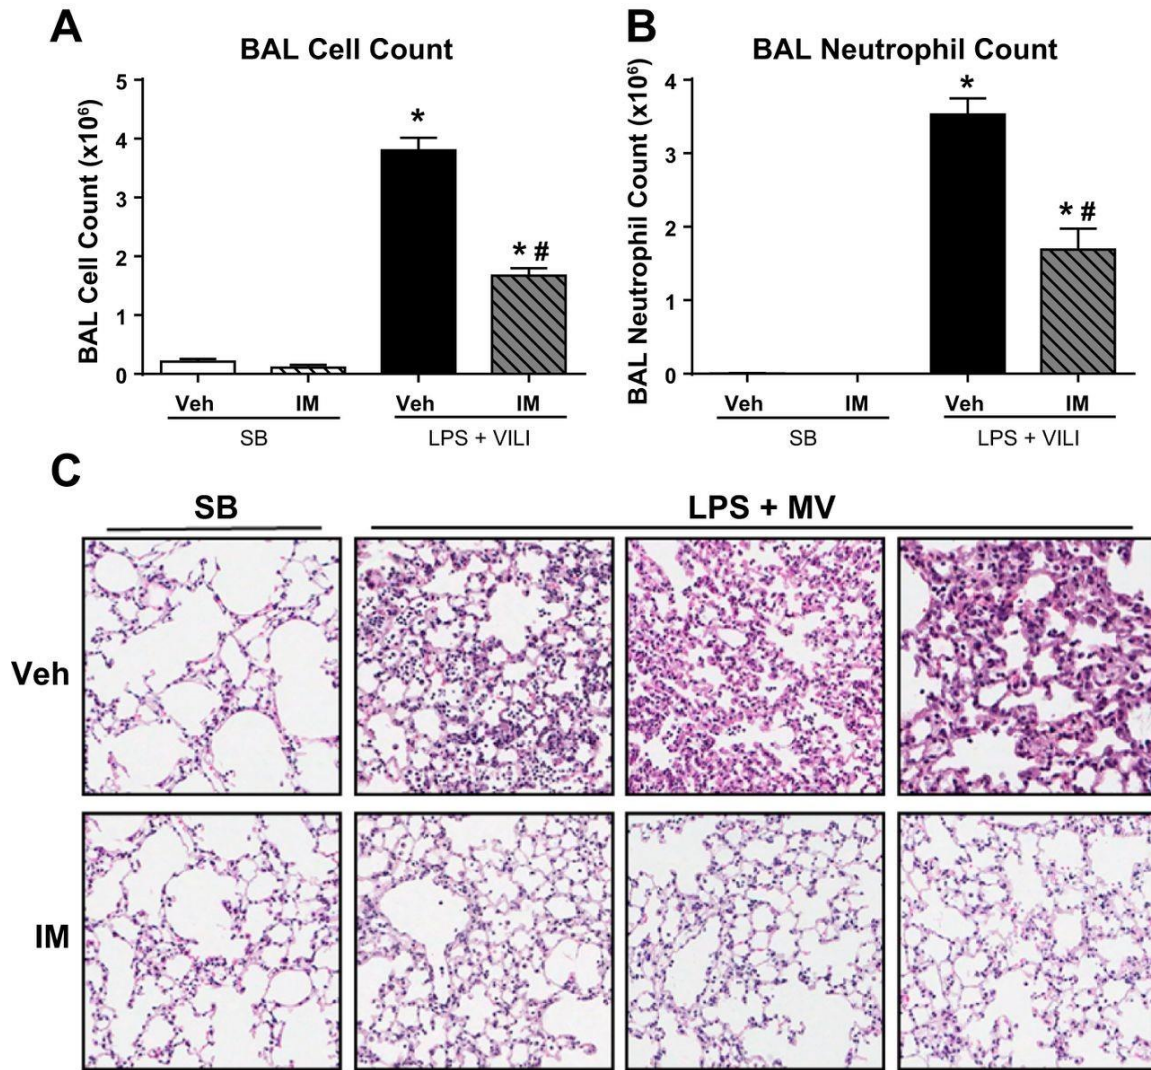 A
BAL Cell Count
BAL Cell Count (x10⁶)
5
4
3
2
1
0
*
* #
Veh
IM
Veh
IM
SB
LPS + VILI
B
BAL Neutrophil Count
BAL Neutrophil Count (x10⁶)
4
3
2
1
0
*
* #
Veh
IM
Veh
IM
SB
LPS + VILI
C
SB
LPS + MV
Veh
IM